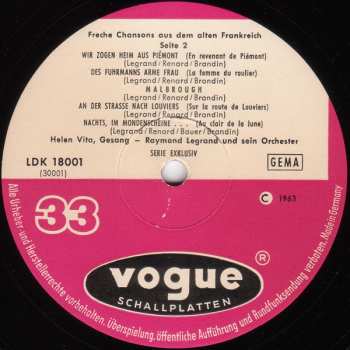 Freche Chansons aus dem alten Frankreich
Seite 2
WIR ZOGEN HEIM AUS PIÉMONT (En revenant de Piémont)
(Legrand/Renard/Brandin)
DES FUHRMANNS ARME FRAU (La femme du roulier)
(Legrand/Renard/Brandin)
MALBROUGH
(Legrand/Renard/Brandin)
AN DER STRASSE NACH LOUVIERS (Sur la route de Louviers)
(Legrand/Renard/Brandin)
NACHTS, IM MONDENSCHEINE ... (Au clair de la lune)
(Legrand/Renard/Bauer/Brandin)
Helen Vita, Gesang – Raymond Legrand und sein Orchester
SERIE EXKLUSIV
LDK 18001
(30001)
GEMA
33
© 1963
vogue ®
SCHALLPLATTEN
Alle Urheber- und Herstellerrechte vorbehalten. Überspielung, öffentliche Aufführung und Rundfunksendung verboten. Made in Germany